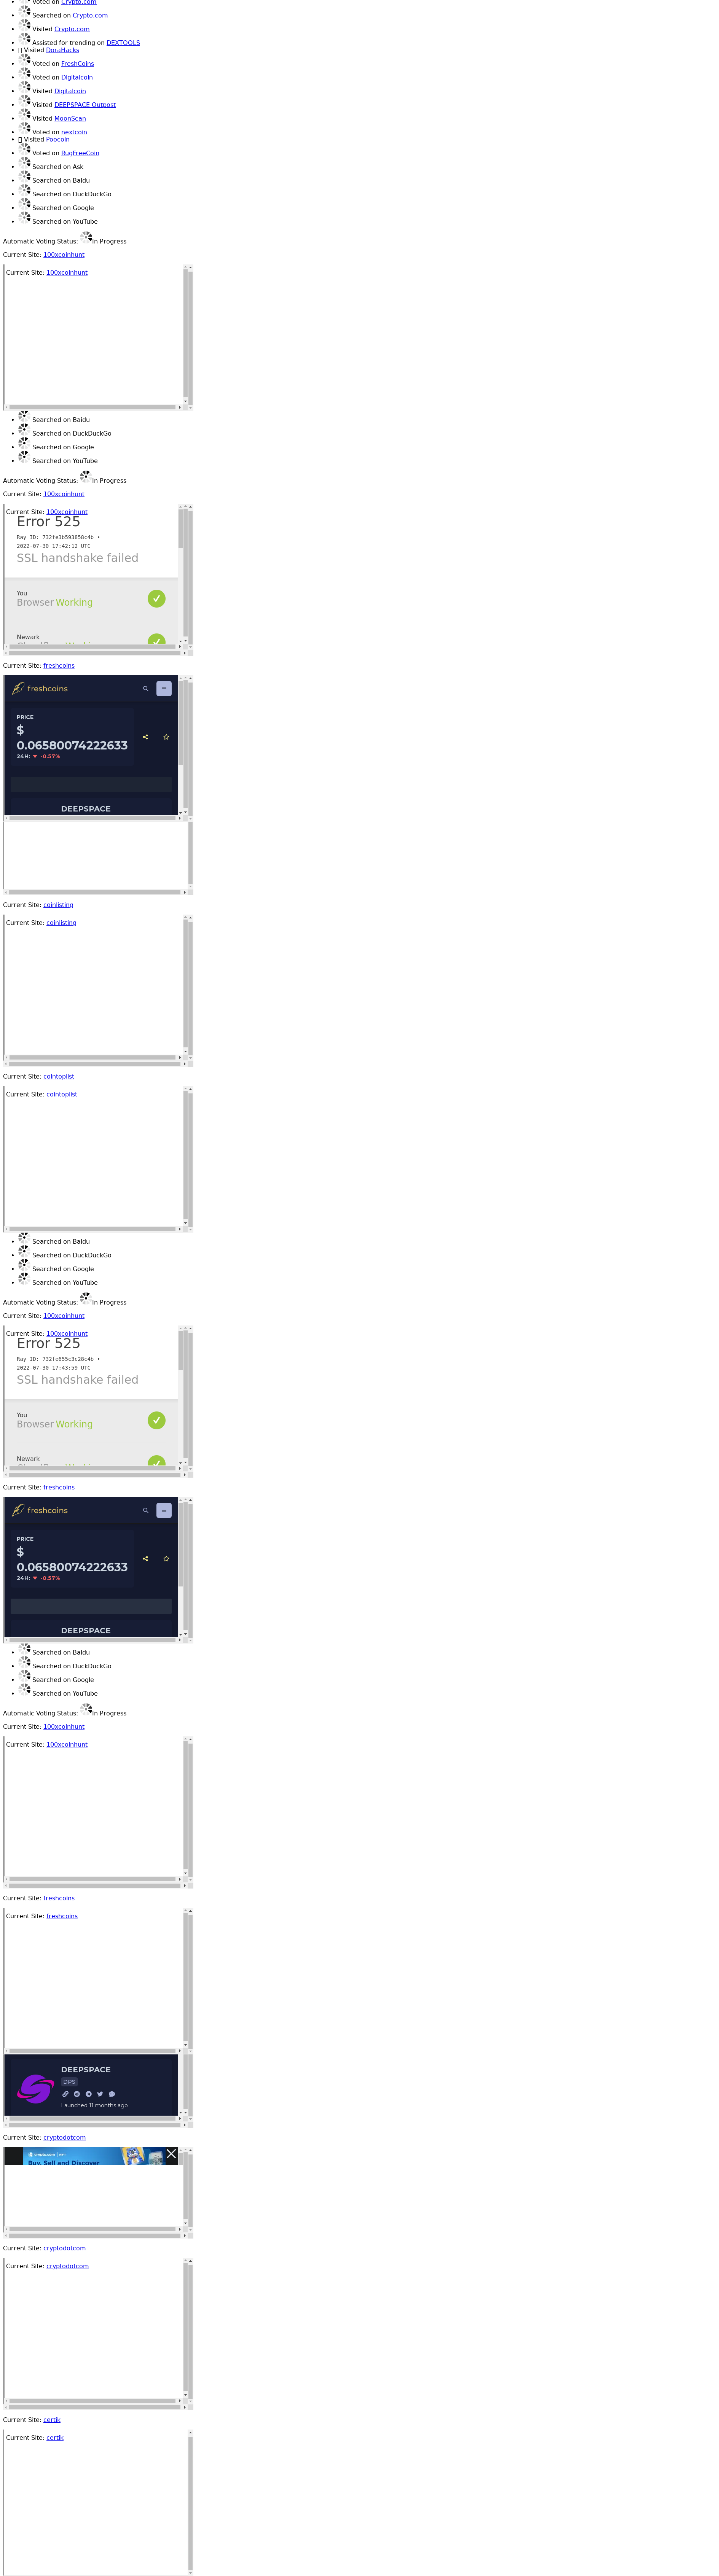 Voted on Crypto.com
Searched on Crypto.com
Visited Crypto.com
Assisted for trending on DEXTOOLS
Visited DoraHacks
Voted on FreshCoins
Voted on Digitalcoin
Visited Digitalcoin
Visited DEEPSPACE Outpost
Visited MoonScan
Voted on nextcoin
Visited Poocoin
Voted on RugFreeCoin
Searched on Ask
Searched on Baidu
Searched on DuckDuckGo
Searched on Google
Searched on YouTube
Automatic Voting Status: In Progress
Current Site: 100xcoinhunt
Current Site: 100xcoinhunt
Searched on Baidu
Searched on DuckDuckGo
Searched on Google
Searched on YouTube
Automatic Voting Status: In Progress
Current Site: 100xcoinhunt
Current Site: 100xcoinhunt
Error 525
Ray ID: 732fe3b593858c4b •
2022-07-30 17:42:12 UTC
SSL handshake failed
You
Browser Working
Newark
Current Site: freshcoins
freshcoins
PRICE
$
0.06580074222633
24H: -0.57%
DEEPSPACE
Current Site: coinlisting
Current Site: coinlisting
Current Site: cointoplist
Current Site: cointoplist
Searched on Baidu
Searched on DuckDuckGo
Searched on Google
Searched on YouTube
Automatic Voting Status: In Progress
Current Site: 100xcoinhunt
Current Site: 100xcoinhunt
Error 525
Ray ID: 732fe655c3c28c4b •
2022-07-30 17:43:59 UTC
SSL handshake failed
You
Browser Working
Newark
Current Site: freshcoins
freshcoins
PRICE
$
0.06580074222633
24H: -0.57%
DEEPSPACE
Searched on Baidu
Searched on DuckDuckGo
Searched on Google
Searched on YouTube
Automatic Voting Status: In Progress
Current Site: 100xcoinhunt
Current Site: 100xcoinhunt
Current Site: freshcoins
Current Site: freshcoins
DEEPSPACE
DPS
Launched 11 months ago
Current Site: cryptodotcom
crypto.com | NFT
Buy, Sell and Discover
Current Site: cryptodotcom
Current Site: cryptodotcom
Current Site: certik
Current Site: certik